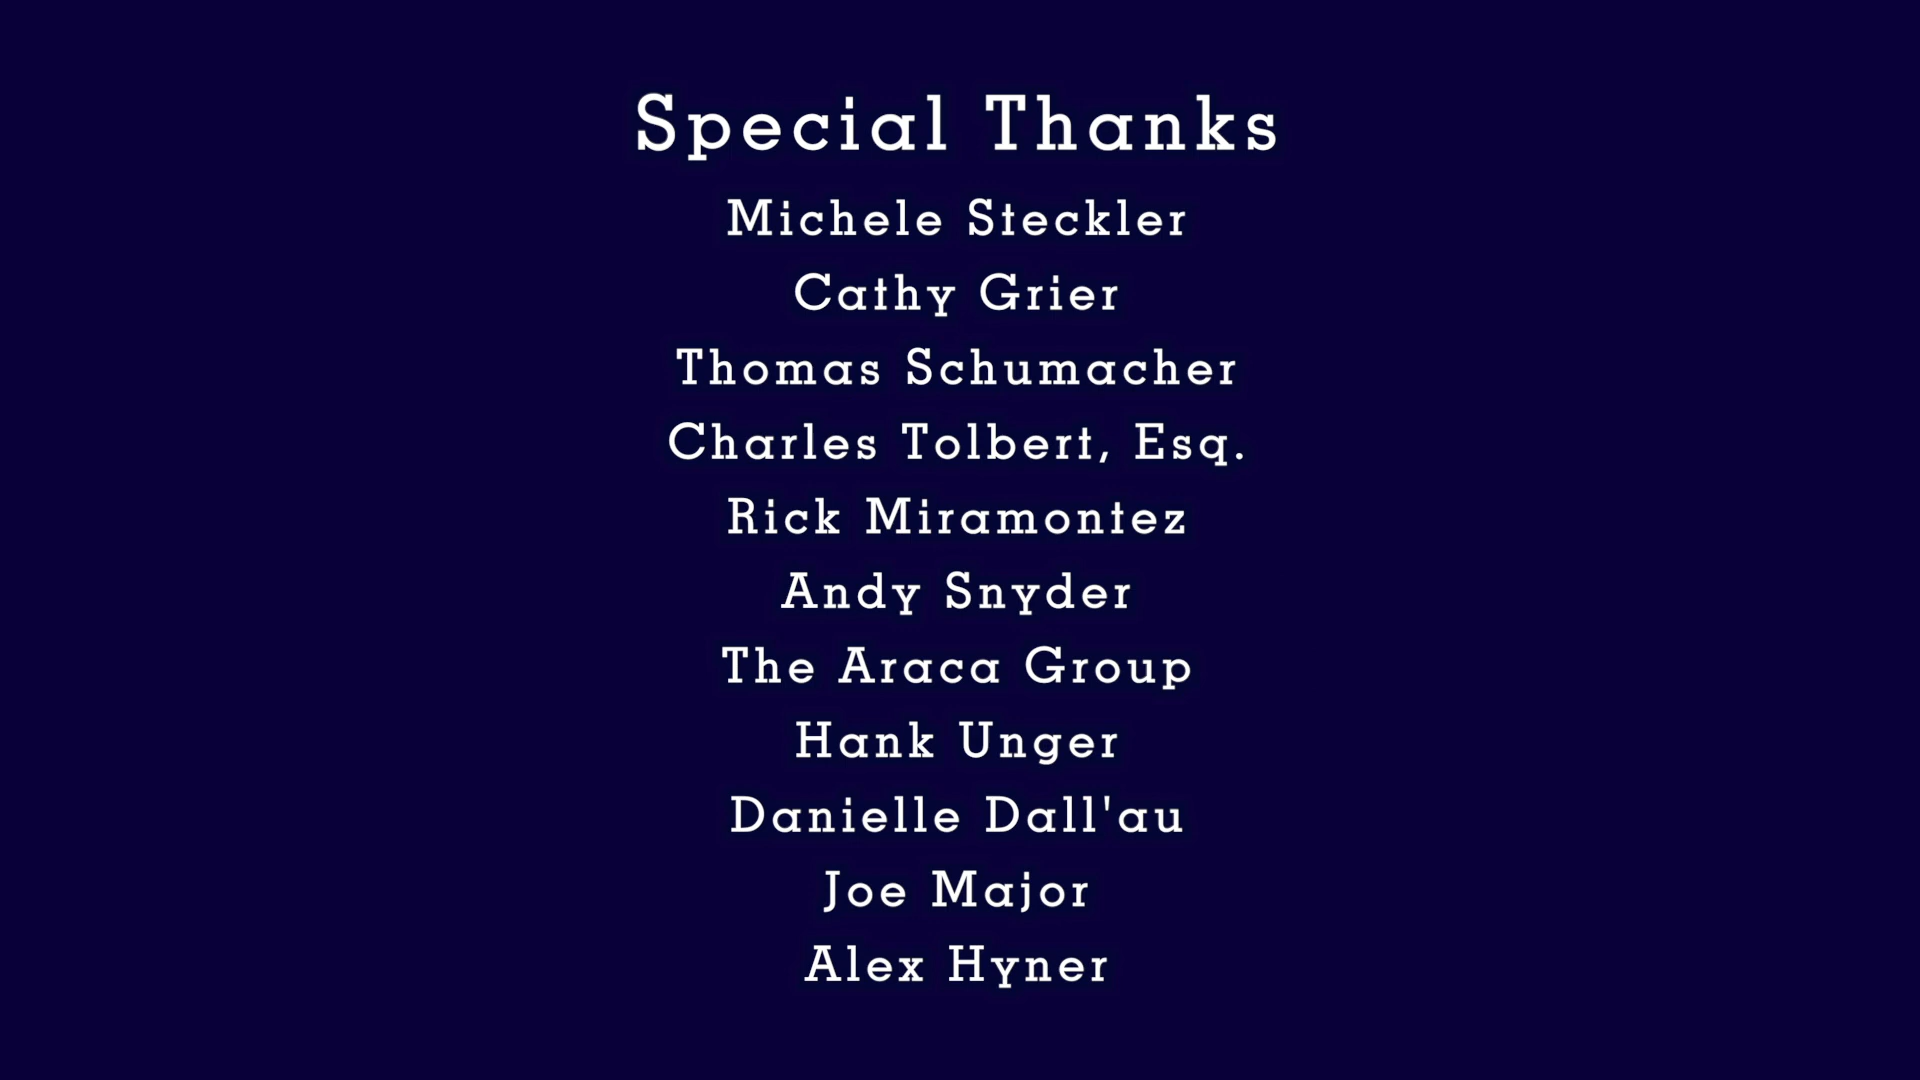 Special Thanks
Michele Steckler
Cathy Grier
Thomas Schumacher
Charles Tolbert, Esq.
Rick Miramontez
Andy Snyder
The Araca Group
Hank Unger
Danielle Dall'au
Joe Major
Alex Hyner